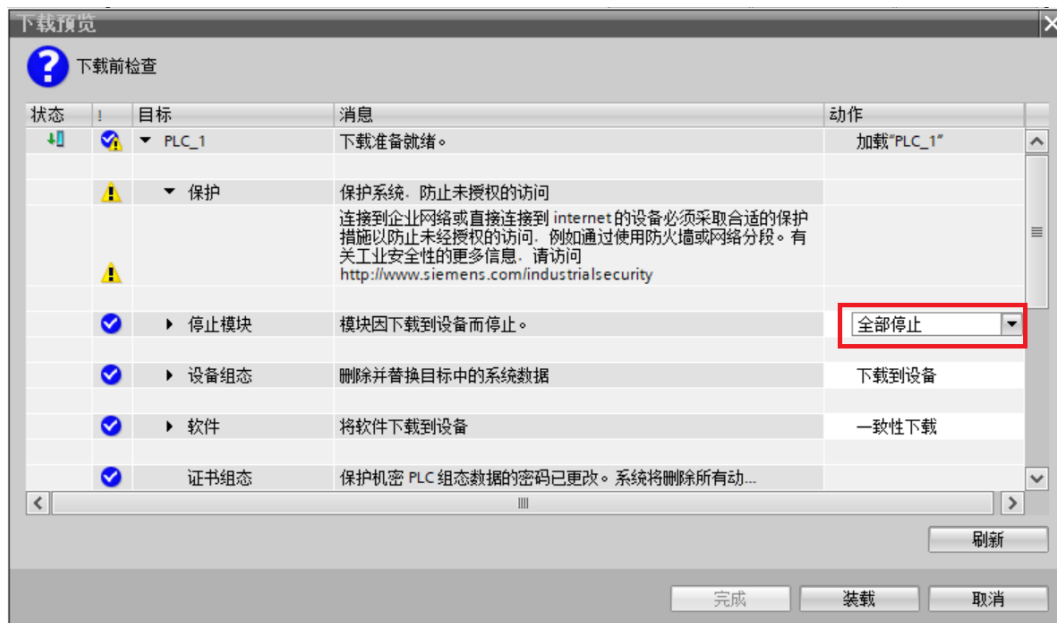 下载预览
下载前检查
状态 ! 目标 消息 动作
PLC_1 下载准备就绪。 加载"PLC_1"
保护 保护系统，防止未授权的访问
连接到企业网络或直接连接到 internet 的设备必须采取合适的保护
措施以防止未经授权的访问，例如通过使用防火墙或网络分段。有
关工业安全性的更多信息，请访问
http://www.siemens.com/industrialsecurity
停止模块 模块因下载到设备而停止。 全部停止
设备组态 删除并替换目标中的系统数据 下载到设备
软件 将软件下载到设备 一致性下载
证书组态 保护机密 PLC 组态数据的密码已更改。系统将删除所有动...
刷新
完成 装载 取消